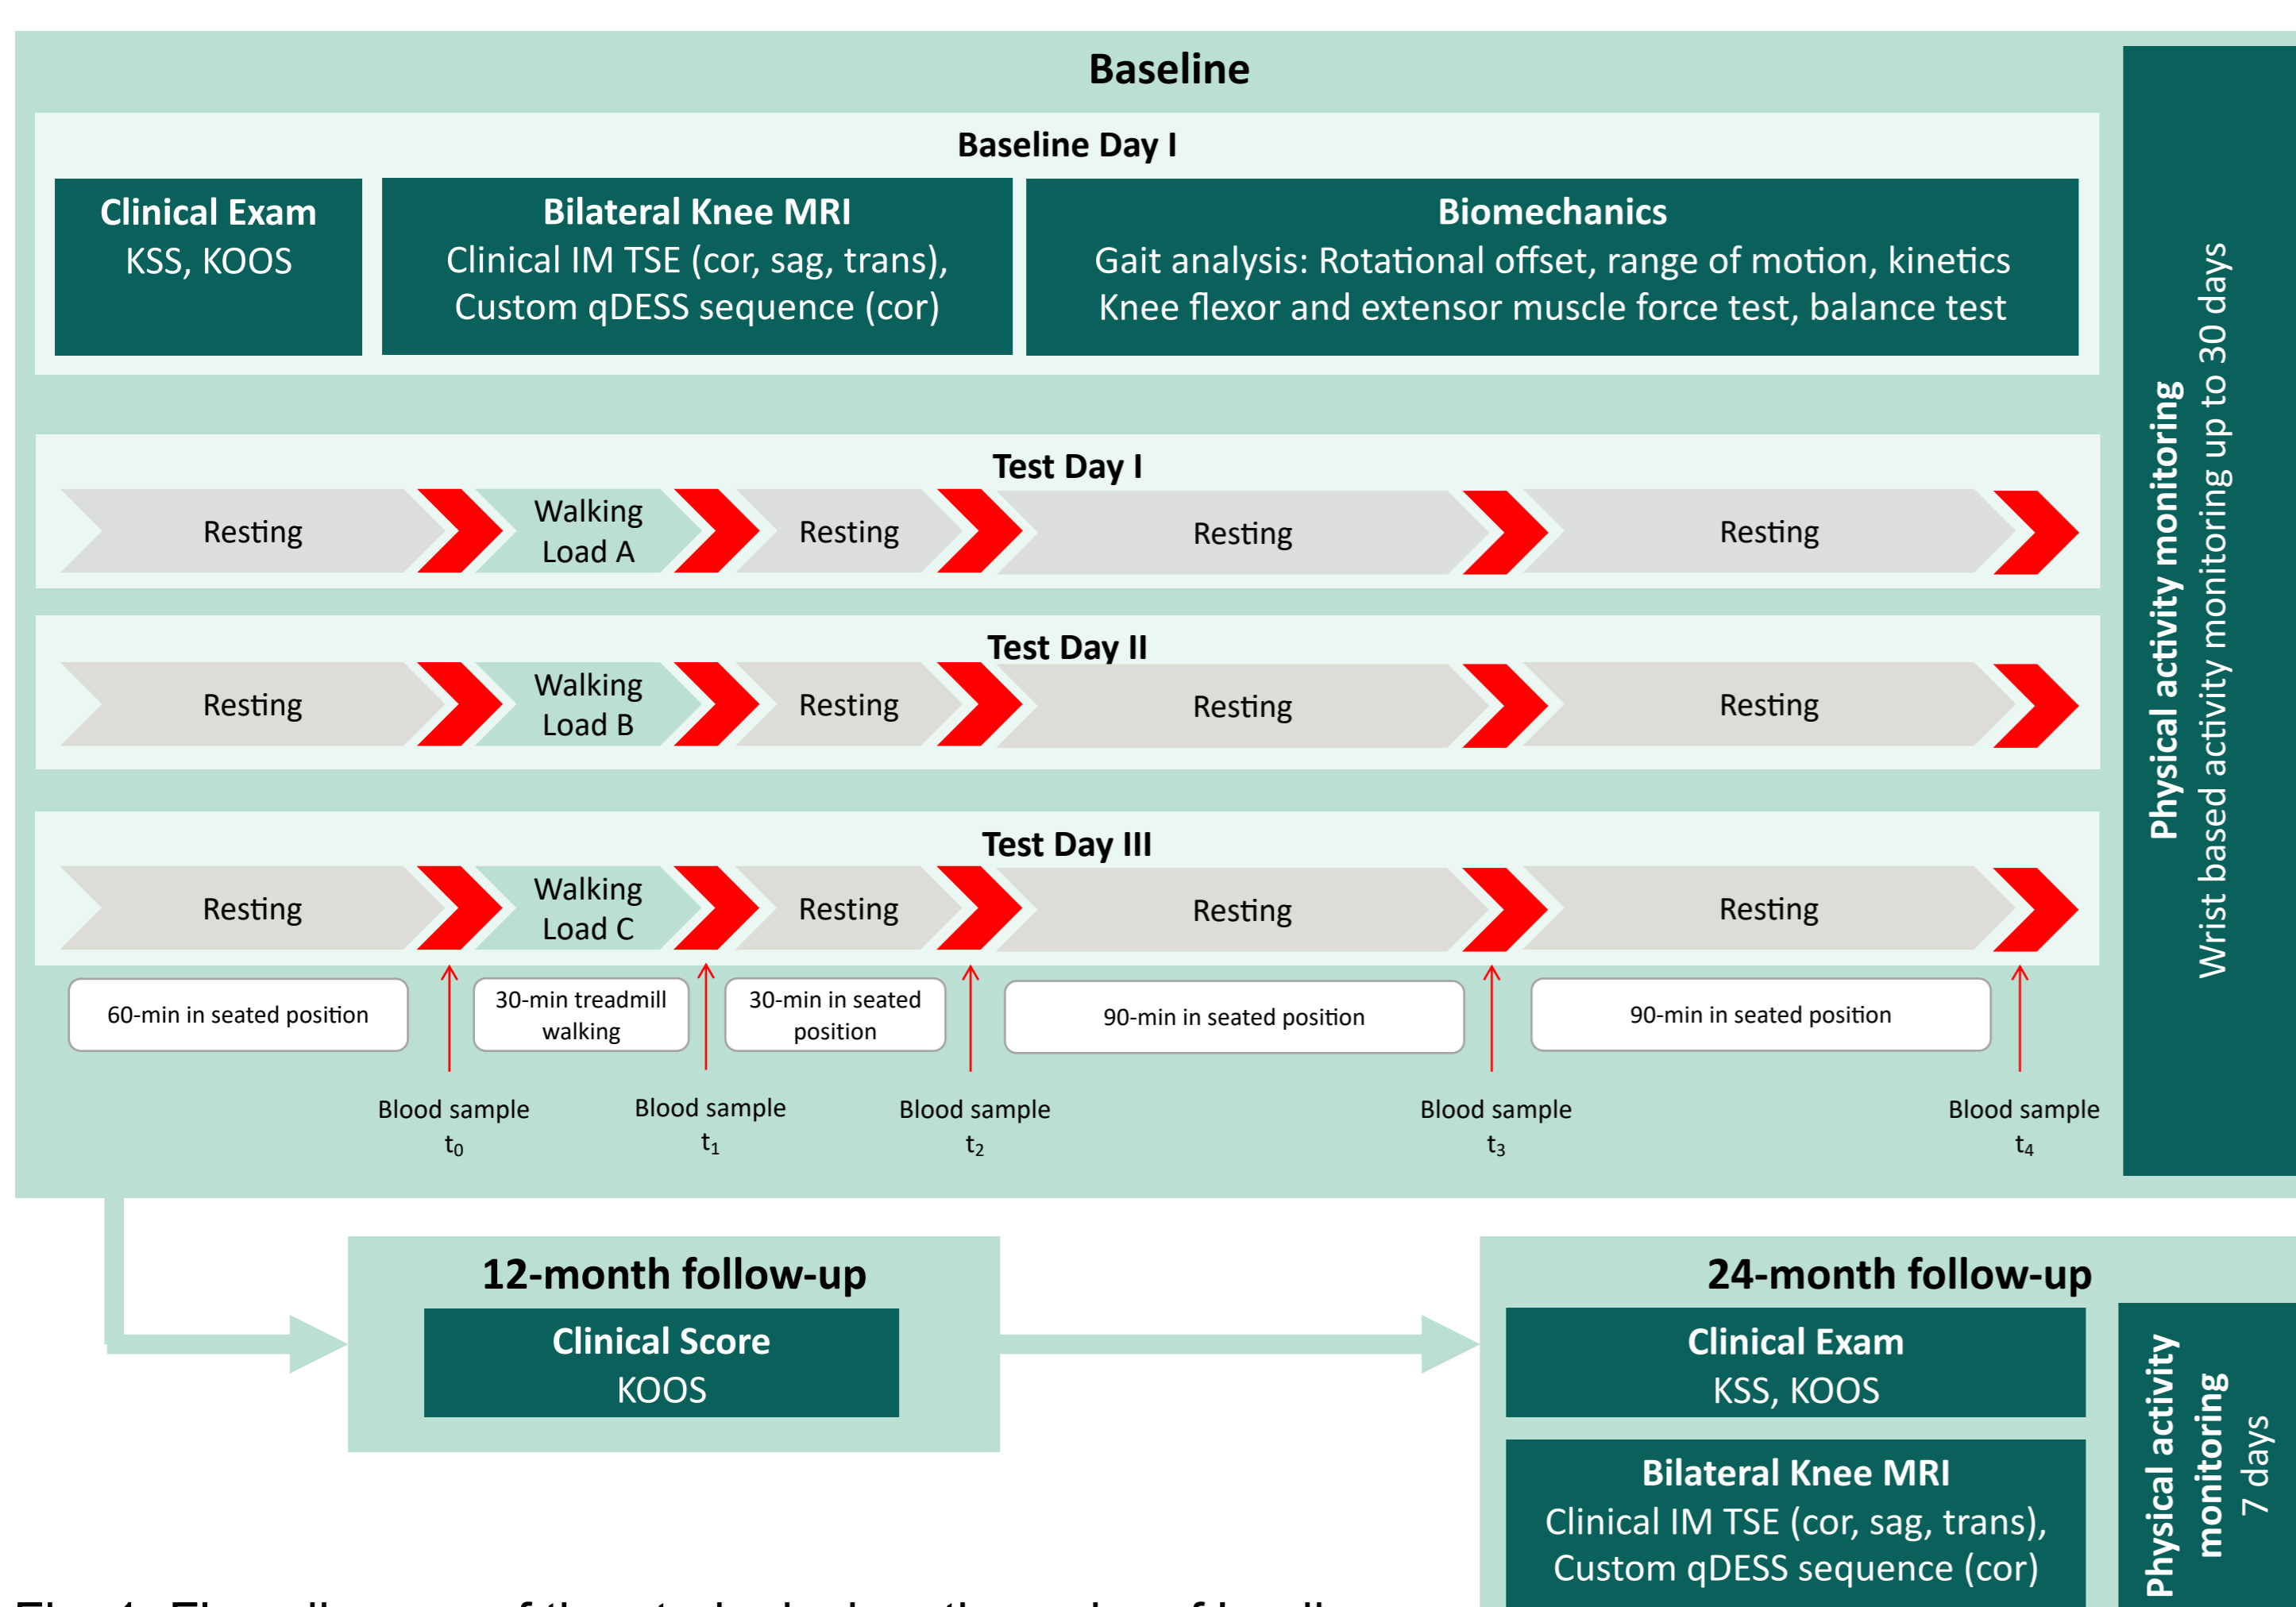 Baseline
Baseline Day I
Clinical Exam
KSS, KOOS
Bilateral Knee MRI
Clinical IM TSE (cor, sag, trans),
Custom qDESS sequence (cor)
Biomechanics
Gait analysis: Rotational offset, range of motion, kinetics
Knee flexor and extensor muscle force test, balance test
Physical activity monitoring
Wrist based activity monitoring up to 30 days
Test Day I
Resting
Walking
Load A
Resting
Resting
Resting
Test Day II
Resting
Walking
Load B
Resting
Resting
Resting
Test Day III
Resting
Walking
Load C
Resting
Resting
Resting
60-min in seated position
30-min treadmill
walking
30-min in seated
position
90-min in seated position
90-min in seated position
Blood sample
t₀
Blood sample
t₁
Blood sample
t₂
Blood sample
t₃
Blood sample
t₄
12-month follow-up
Clinical Score
KOOS
24-month follow-up
Clinical Exam
KSS, KOOS
Bilateral Knee MRI
Clinical IM TSE (cor, sag, trans),
Custom qDESS sequence (cor)
Physical activity
monitoring
7 days